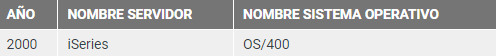 AÑO NOMBRE SERVIDOR NOMBRE SISTEMA OPERATIVO
2000 iSeries OS/400